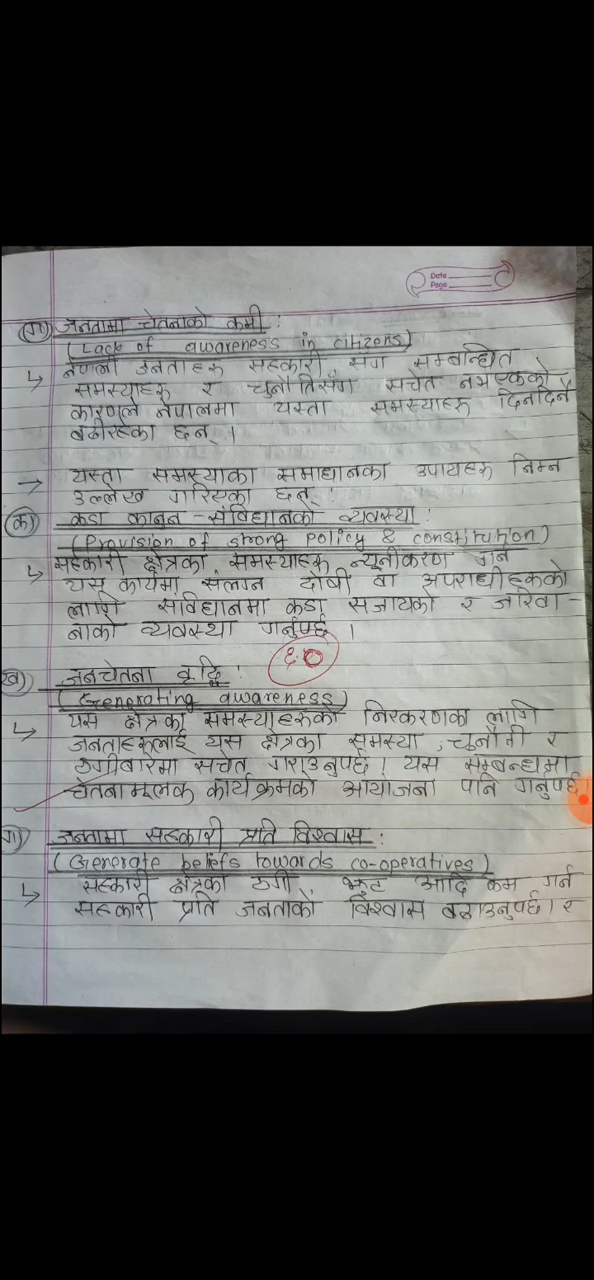 Date
Page
(ग) जनतामा चेतनाको कमी :
(Lack of awareness in citizens)
↳ नेपाली जनताहरु सहकारी संग सम्बन्धित
समस्याहरु र चुनौतिसँग सचेत नभएकको
कारणले नेपालमा यस्ता समस्याहरु दिनदिनै
बढीरहेका छन् ।
→ यस्ता समस्याका समाधानका उपायहरु निम्न
उल्लेख गरिएका छन् :
(क) कडा कानुन - संविधानको व्यवस्था :
(Provision of strong policy & constitution)
↳ सहकारी क्षेत्रका समस्याहरु न्यूनीकरण गर्न
यस कार्यमा संलग्न दोषी वा अपराधीहरुको
लागि संविधानमा कडा सजायको र जरिवा-
नाको व्यवस्था गर्नुपर्छ ।
(ख) जनचेतना वृद्धि :
(Generating awareness)
↳ यस क्षेत्रका समस्याहरुको निरकरणका लागि
जनताहरुलाई यस क्षेत्रका समस्या, चुनौती र
ठगीबारेमा सचेत गराउनुपर्छ । यस सम्बन्धमा
चेतनामूलक कार्यक्रमको आयोजना पनि गर्नुपर्छ।
(ग) जनतामा सहकारी प्रति विश्वास :
(Generate beliefs towards co-operatives)
↳ सहकारी क्षेत्रका ठगी, झुट आदि कम गर्न
सहकारी प्रति जनताको विश्वास बढाउनुपर्छ । र